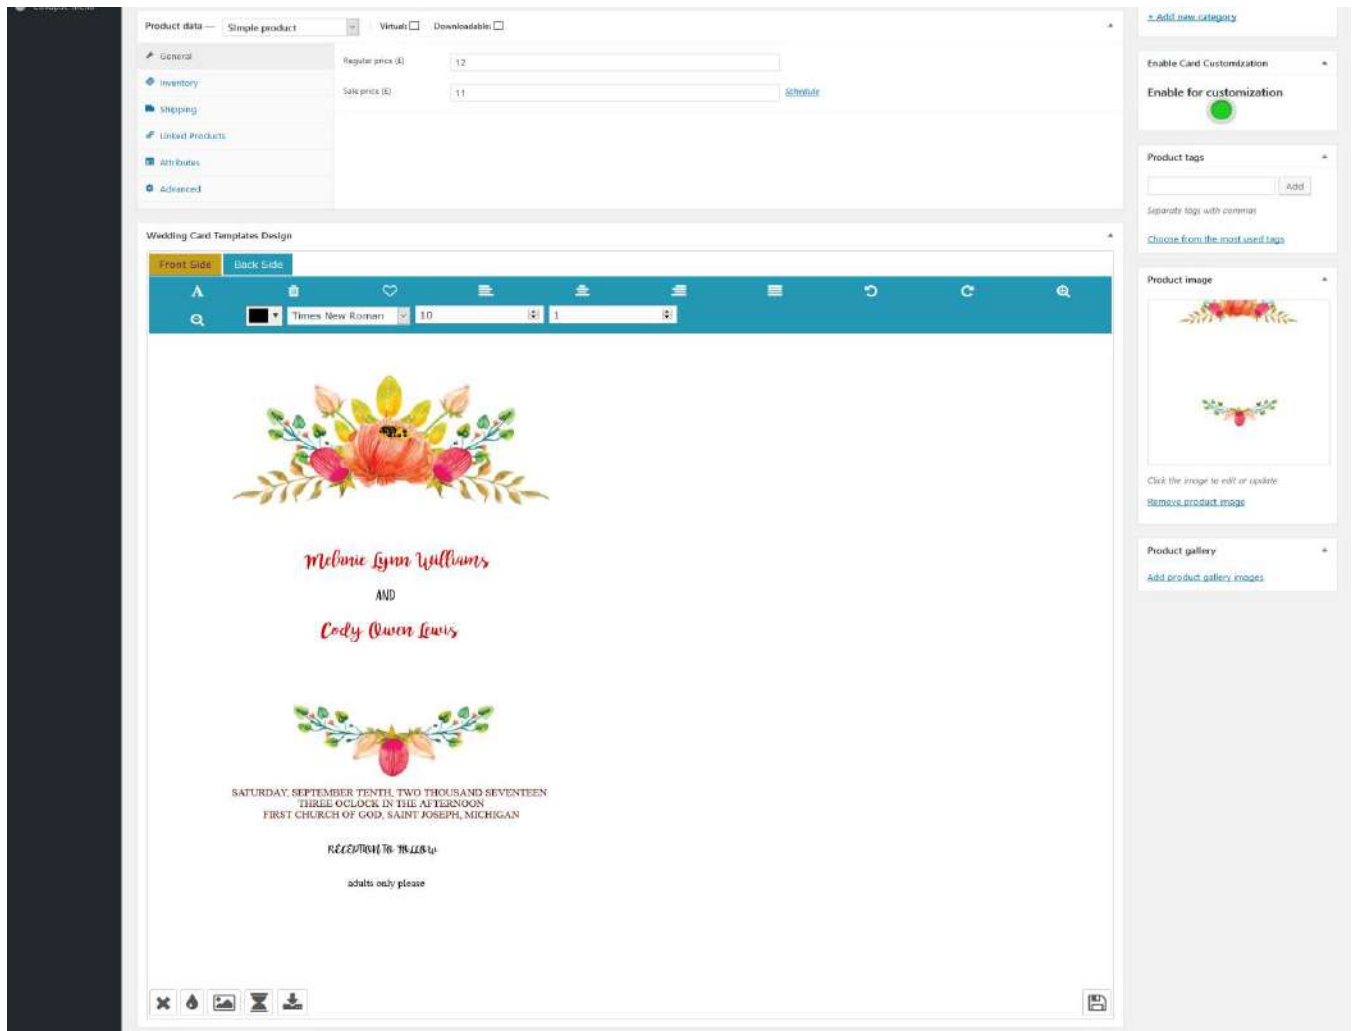 Collapse menu
Product data — Simple product Virtual: Downloadable:
General
Inventory
Shipping
Linked Products
Attributes
Advanced
Regular price (£) 12
Sale price (£) 11 Schedule
Wedding Card Templates Design
Front Side Back Side
Times New Roman 10 1
Melanie Lynn Williams
AND
Cody Owen Lewis
SATURDAY, SEPTEMBER TENTH, TWO THOUSAND SEVENTEEN
THREE OCLOCK IN THE AFTERNOON
FIRST CHURCH OF GOD, SAINT JOSEPH, MICHIGAN
RECEPTION TO FOLLOW
adults only please
+ Add new category
Enable Card Customization
Enable for customization
Product tags
Add
Separate tags with commas
Choose from the most used tags
Product image
Click the image to edit or update
Remove product image
Product gallery
Add product gallery images